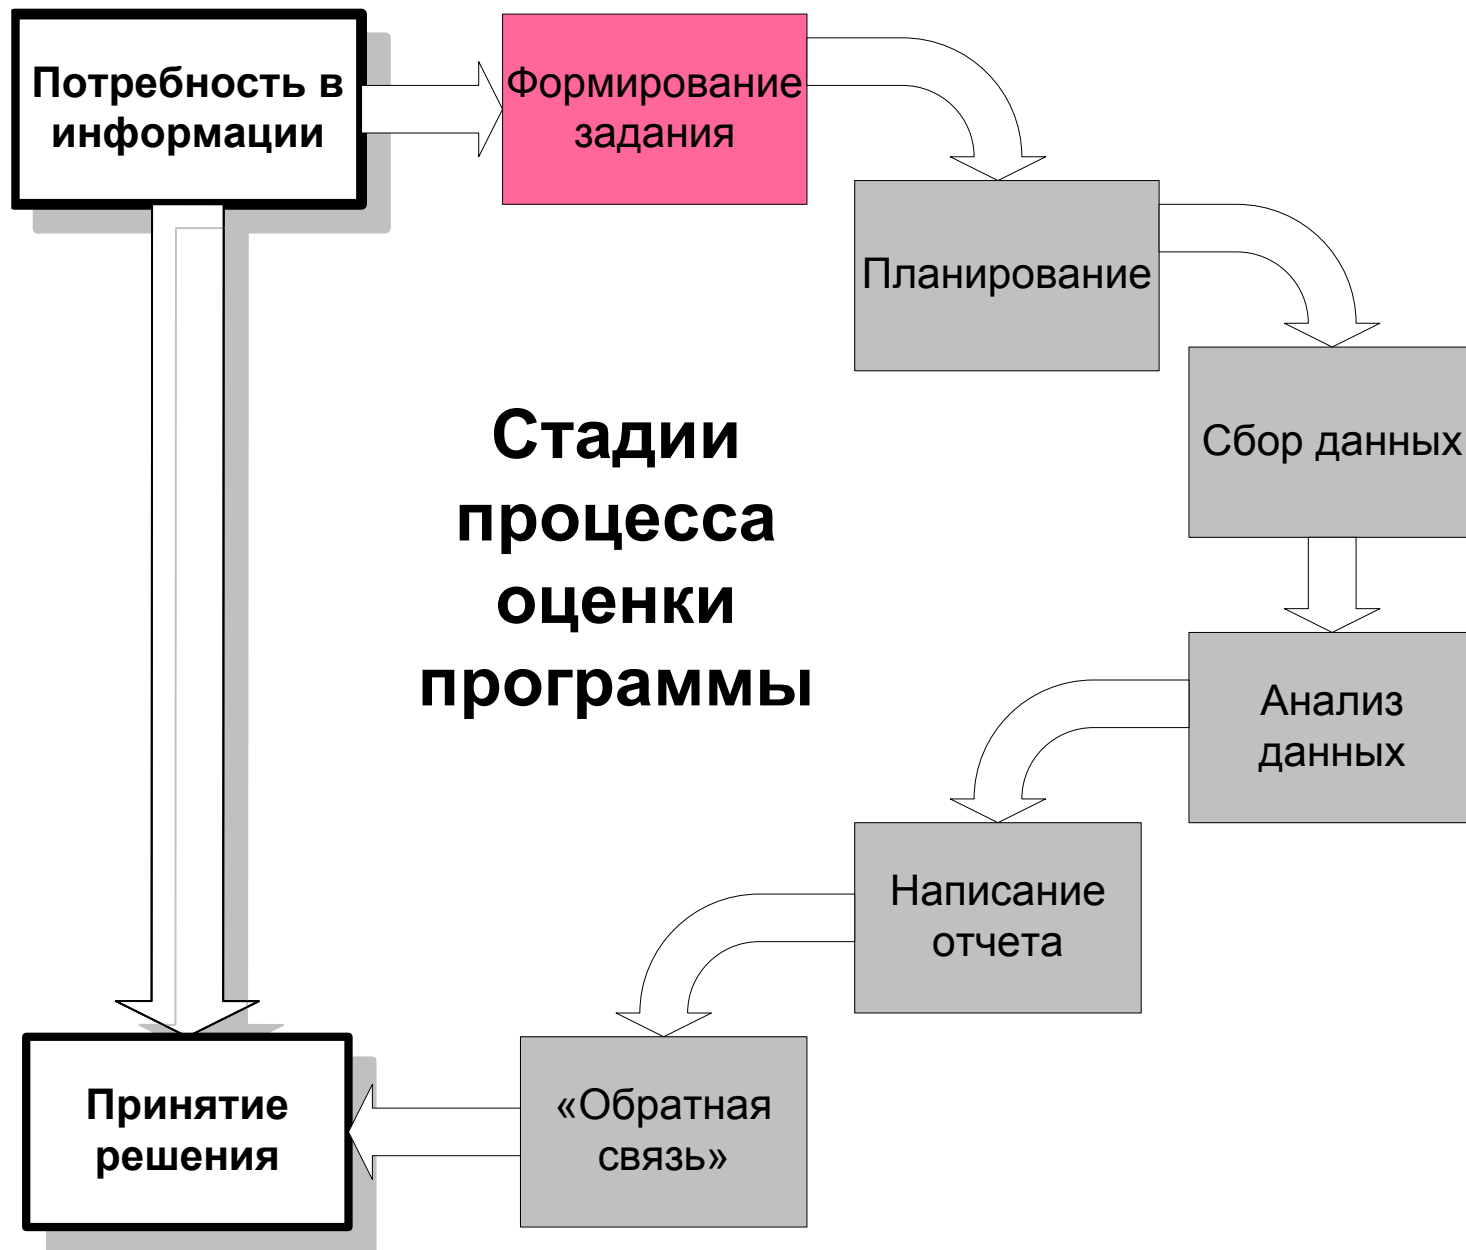 Потребность в
информации
Формирование
задания
Планирование
Сбор данных
Стадии
процесса
оценки
программы
Анализ
данных
Написание
отчета
«Обратная
связь»
Принятие
решения